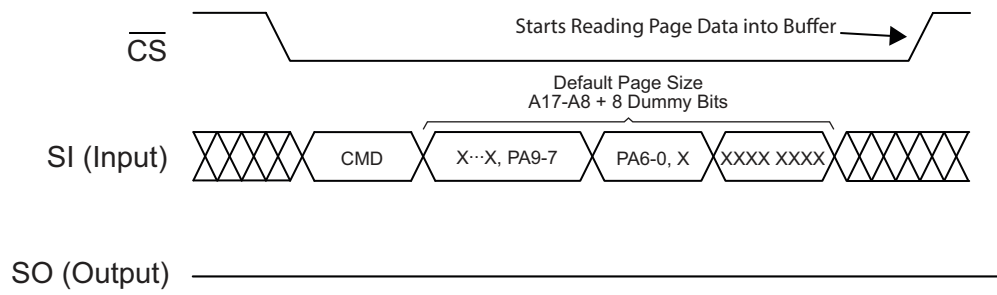 Starts Reading Page Data into Buffer
CS
Default Page Size
A17-A8 + 8 Dummy Bits
SI (Input)
CMD
X···X, PA9-7
PA6-0, X
XXXX XXXX
SO (Output)